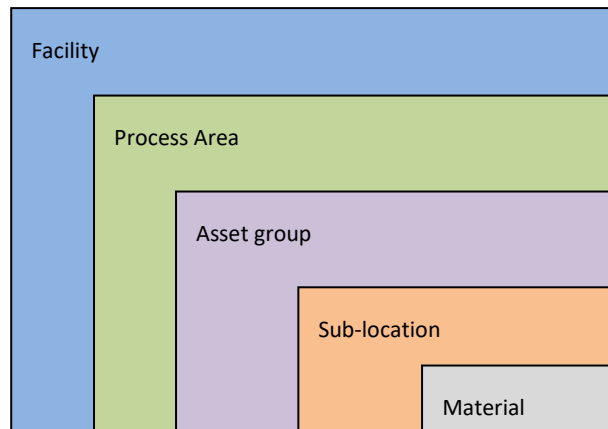 Facility
Process Area
Asset group
Sub-location
Material